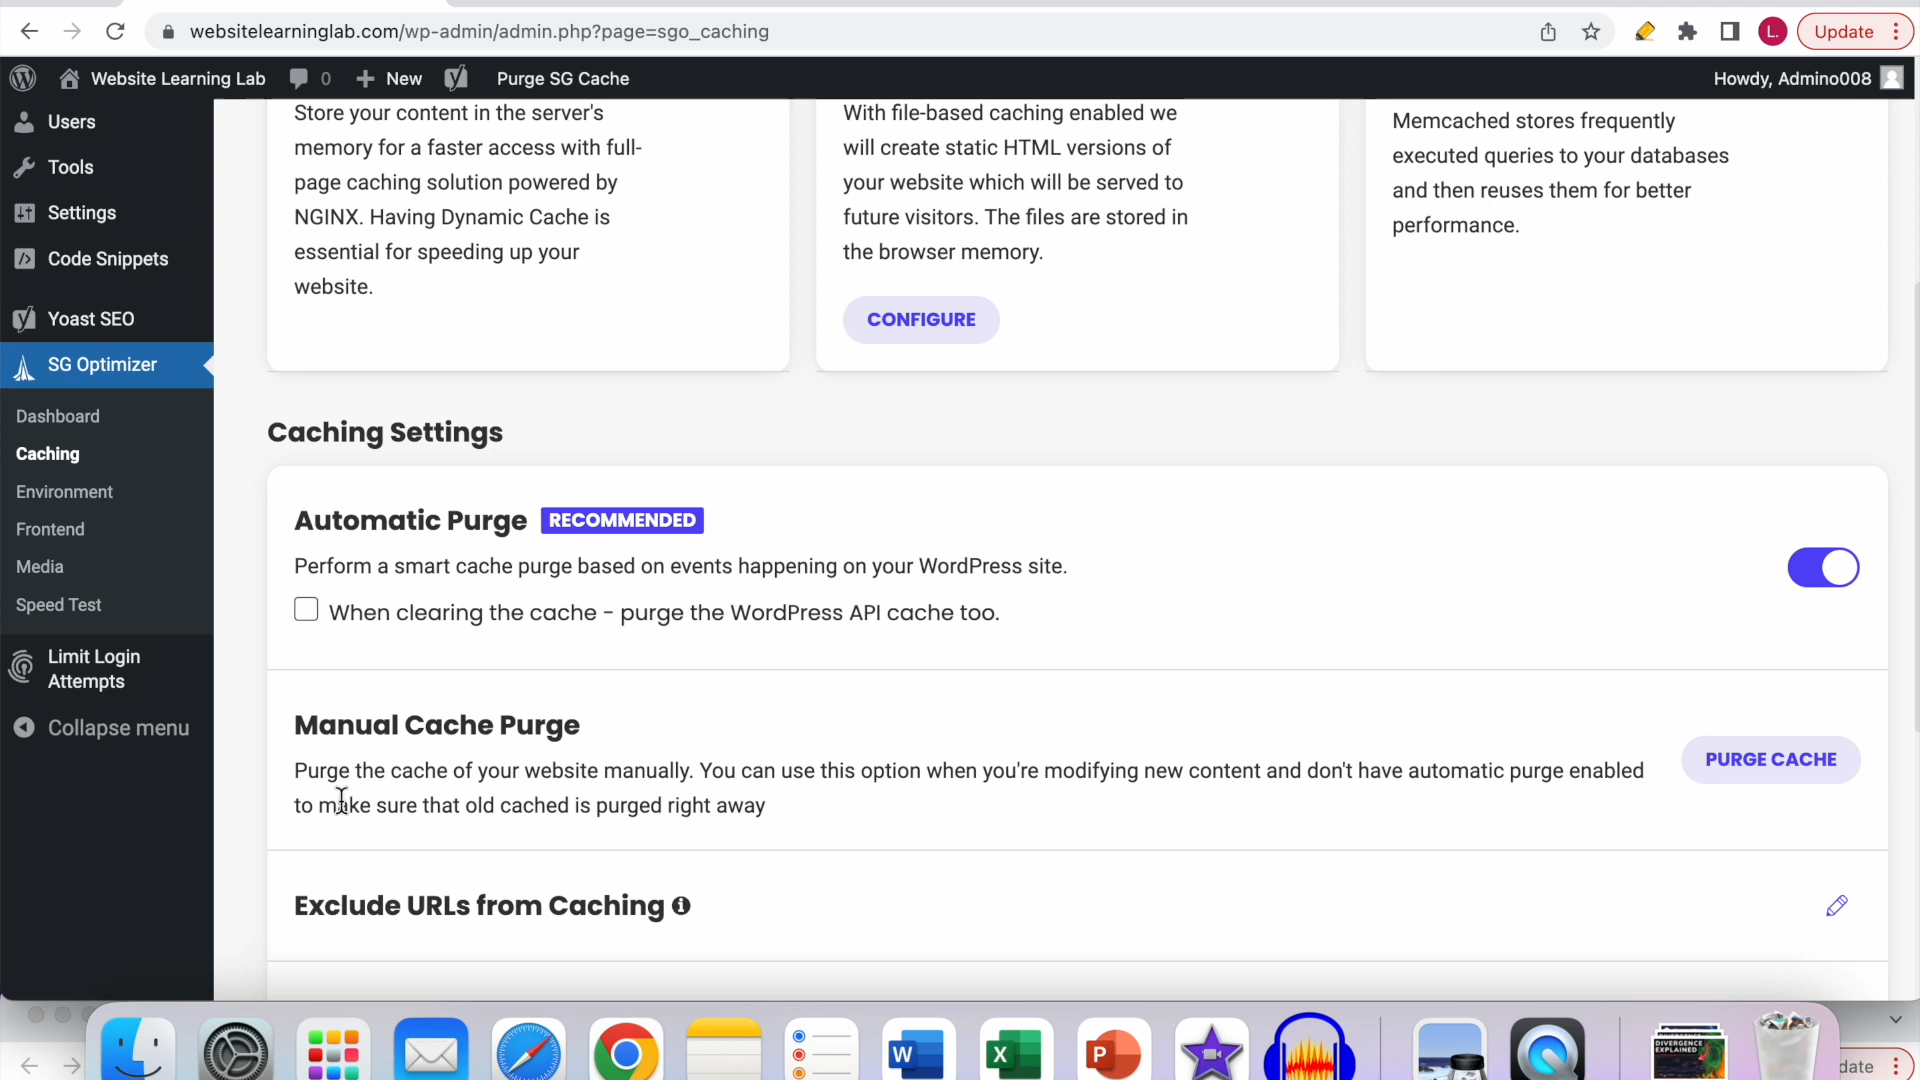 websitelearninglab.com/wp-admin/admin.php?page=sgo_caching
L.
Update
Website Learning Lab
0
New
Purge SG Cache
Howdy, Admino008
Users
Tools
Settings
Code Snippets
Yoast SEO
SG Optimizer
Dashboard
Caching
Environment
Frontend
Media
Speed Test
Limit Login
Attempts
Collapse menu
Store your content in the server's
memory for a faster access with full-
page caching solution powered by
NGINX. Having Dynamic Cache is
essential for speeding up your
website.
With file-based caching enabled we
will create static HTML versions of
your website which will be served to
future visitors. The files are stored in
the browser memory.
CONFIGURE
Memcached stores frequently
executed queries to your databases
and then reuses them for better
performance.
Caching Settings
Automatic Purge RECOMMENDED
Perform a smart cache purge based on events happening on your WordPress site.
When clearing the cache - purge the WordPress API cache too.
Manual Cache Purge
Purge the cache of your website manually. You can use this option when you're modifying new content and don't have automatic purge enabled
to make sure that old cached is purged right away
PURGE CACHE
Exclude URLs from Caching
W
X
P
DIVERGENCE
EXPLAINED
date